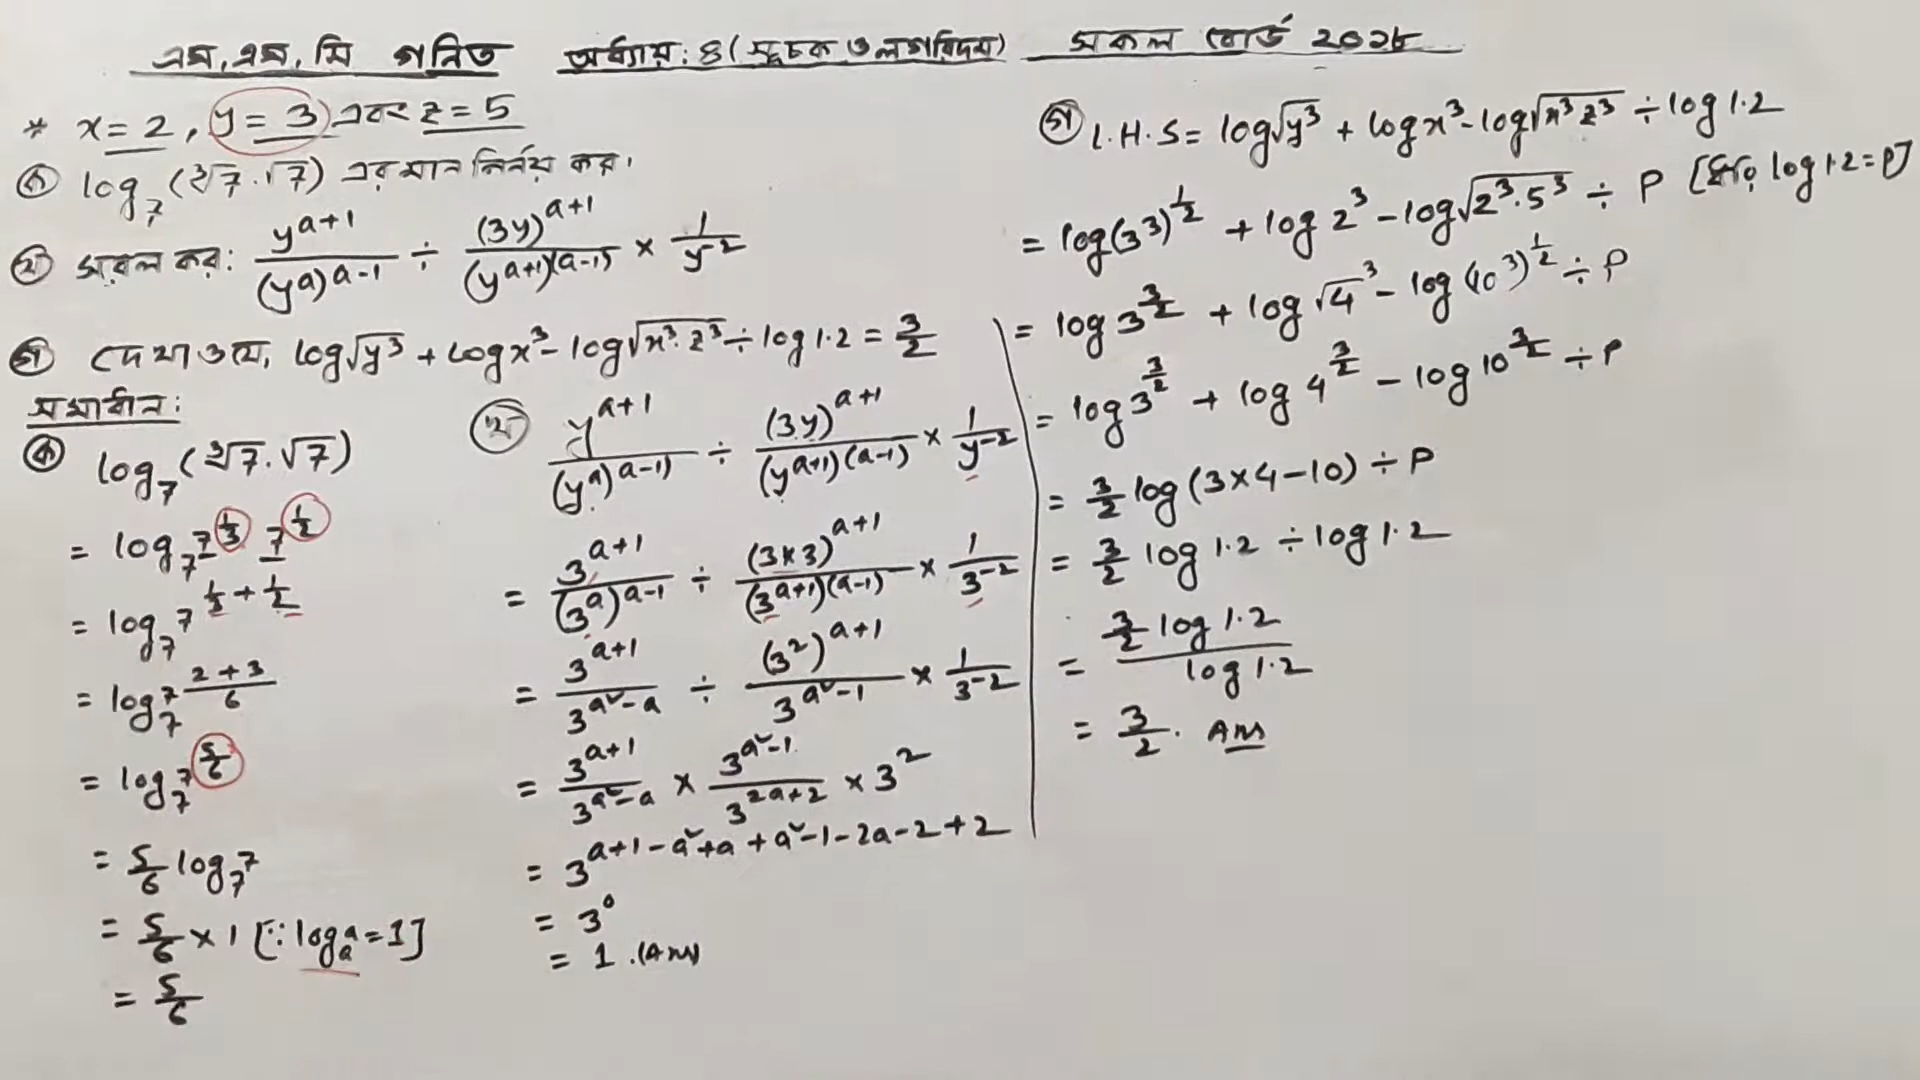 এস, এস, সি গনিত অধ্যায়: ৪ (সূচক ও লগারিদম) সকল বোর্ড
* x = 2, y = 3 এবং z = 5
ক log₇(∛7.√7) এর মান নির্ণয় কর।
খ সরল কর: y^(a+1)/(y^a)^(a-1) ÷ (3y)^(a+1)/(y^(a+1))^(a-1) × 1/y^-2
গ দেখাও যে, log√y³ + log x³ - log√x³.z³ ÷ log 1.2 = 3/2
সমাধান:
ক log₇(∛7.√7)
= log₇ 7^(1/3) 7^(1/2)
= log₇ 7^(1/3 + 1/2)
= log₇ 7^((2+3)/6)
= log₇ 7^(5/6)
= 5/6 log₇ 7
= 5/6 × 1 [∵ logₐ a = 1]
= 5/6
খ y^(a+1)/(y^a)^(a-1) ÷ (3y)^(a+1)/(y^(a+1))^(a-1) × 1/y^-2
= 3^(a+1)/(3^a)^(a-1) ÷ (3×3)^(a+1)/(3^(a+1))^(a-1) × 1/3^-2
= 3^(a+1)/3^(a²-a) ÷ (3²)^(a+1)/3^(a²-1) × 1/3^-2
= 3^(a+1)/3^(a²-a) × 3^(a²-1)/3^(2a+2) × 3²
= 3^(a+1-a²+a+a²-1-2a-2+2)
= 3⁰
= 1 .(Ans)
গ L.H.S = log√y³ + log x³ - log√x³z³ ÷ log 1.2
= log(3³)^(1/2) + log 2³ - log√2³.5³ ÷ P [ধরি, log 1.2 = P]
= log 3^(3/2) + log √4³ - log (10³)^(1/2) ÷ P
= log 3^(3/2) + log 4^(3/2) - log 10^(3/2) ÷ P
= 3/2 log (3×4-10) ÷ P
= 3/2 log 1.2 ÷ log 1.2
= (3/2 log 1.2)/(log 1.2)
= 3/2. Ans